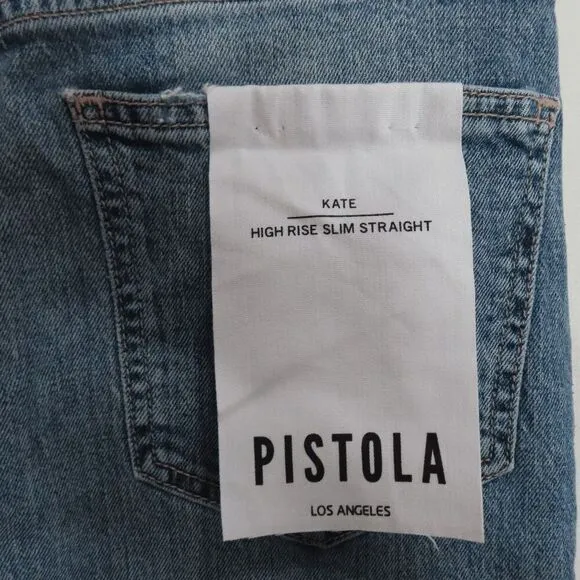 KATE
HIGH RISE SLIM STRAIGHT
PISTOLA
LOS ANGELES